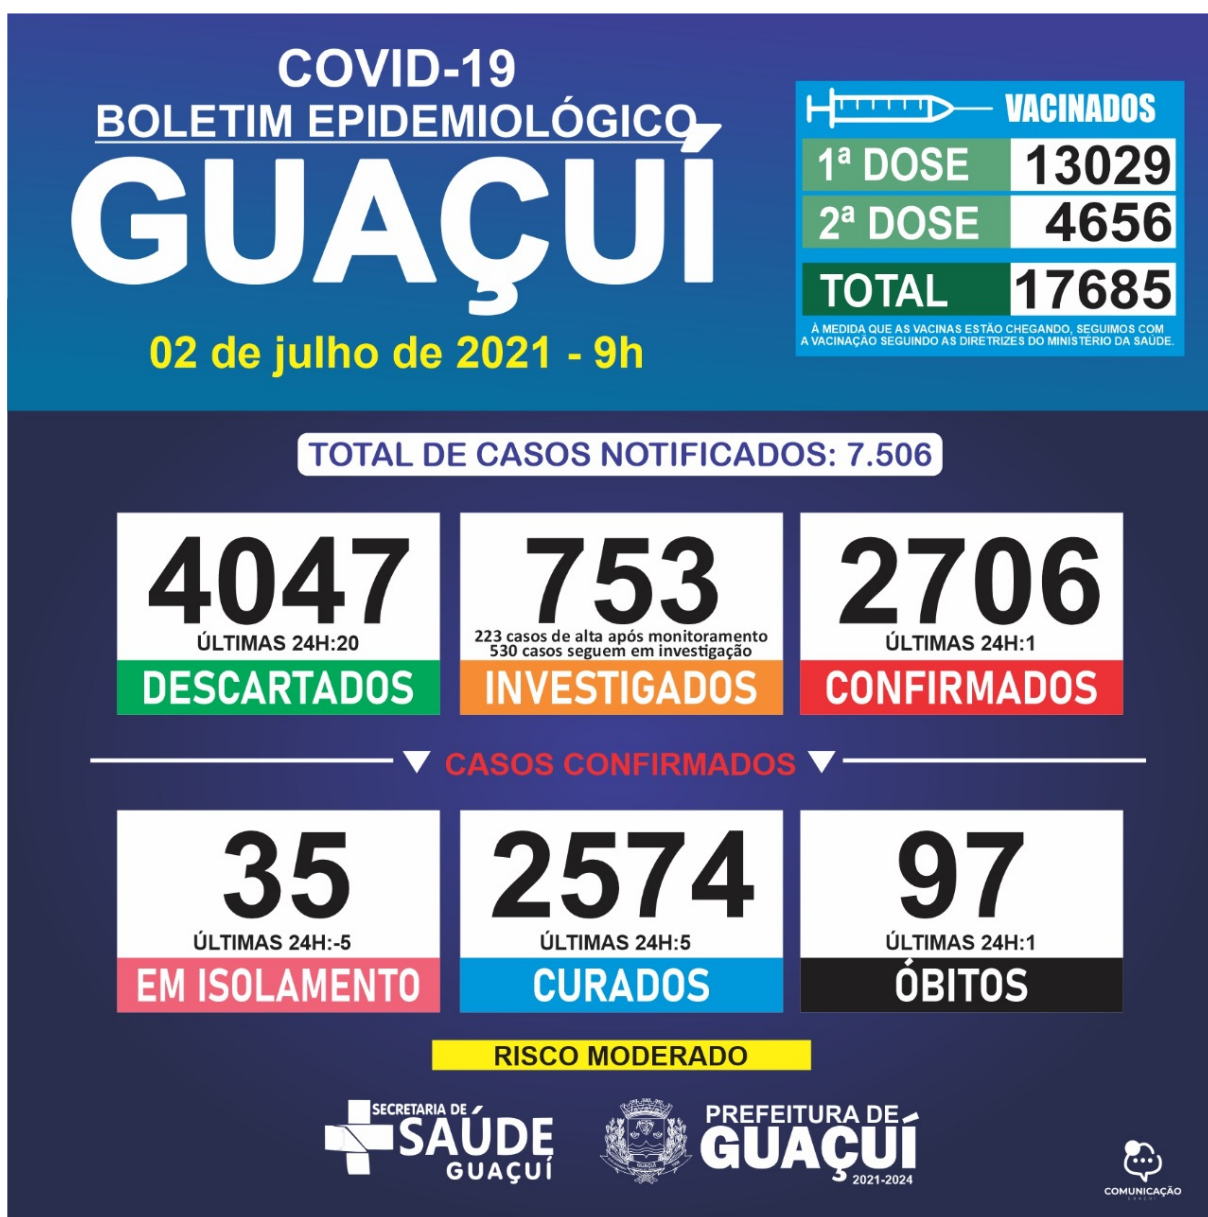 COVID-19
BOLETIM EPIDEMIOLÓGICO
GUAÇUÍ
02 de julho de 2021 - 9h
VACINADOS
1ª DOSE 13029
2ª DOSE 4656
TOTAL 17685
À MEDIDA QUE AS VACINAS ESTÃO CHEGANDO, SEGUIMOS COM
A VACINAÇÃO SEGUINDO AS DIRETRIZES DO MINISTÉRIO DA SAÚDE.
TOTAL DE CASOS NOTIFICADOS: 7.506
4047
ÚLTIMAS 24H:20
DESCARTADOS
753
223 casos de alta após monitoramento
530 casos seguem em investigação
INVESTIGADOS
2706
ÚLTIMAS 24H:1
CONFIRMADOS
CASOS CONFIRMADOS
35
ÚLTIMAS 24H:-5
EM ISOLAMENTO
2574
ÚLTIMAS 24H:5
CURADOS
97
ÚLTIMAS 24H:1
ÓBITOS
RISCO MODERADO
SECRETARIA DE
SAÚDE
GUAÇUÍ
PREFEITURA DE
GUAÇUÍ
2021-2024
COMUNICAÇÃO